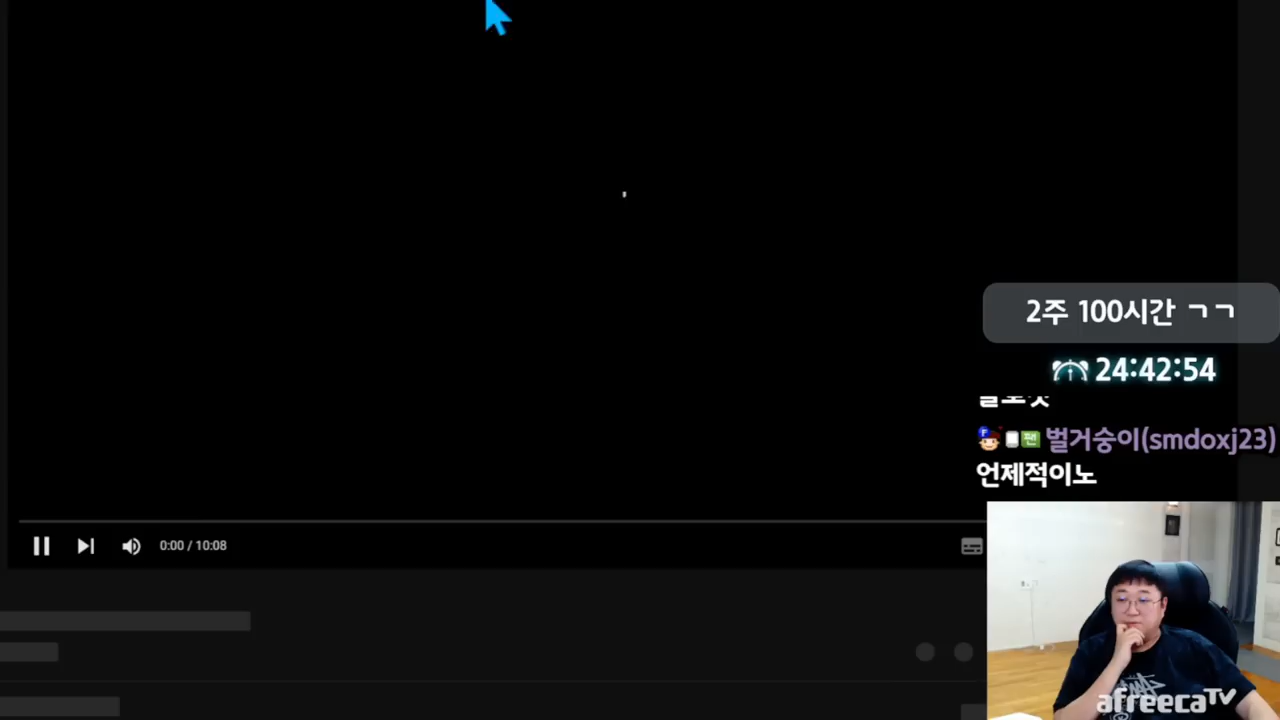 2주 100시간 ㄱㄱ
24:42:54
벌거숭이(smdoxj23)
언제적이노
0:00 / 10:08
afreecaTV